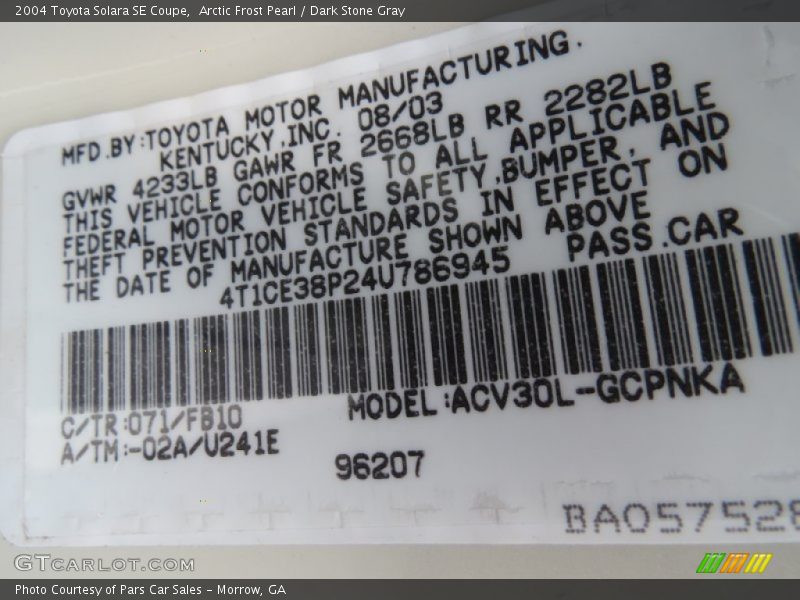 2004 Toyota Solara SE Coupe,  Arctic Frost Pearl / Dark Stone Gray
MFD.BY:TOYOTA MOTOR MANUFACTURING.
KENTUCKY,INC. 08/03
GVWR 4233LB GAWR FR 2668LB RR 2282LB
THIS VEHICLE CONFORMS TO ALL APPLICABLE
FEDERAL MOTOR VEHICLE SAFETY,BUMPER, AND
THEFT PREVENTION STANDARDS IN EFFECT ON
THE DATE OF MANUFACTURE SHOWN ABOVE
4T1CE38P24U786945 PASS.CAR
C/TR:071/FB10 MODEL:ACV30L-GCPNKA
A/TM:-02A/U241E
96207
BA057528
GTCARLOT.COM
Photo Courtesy of Pars Car Sales - Morrow, GA